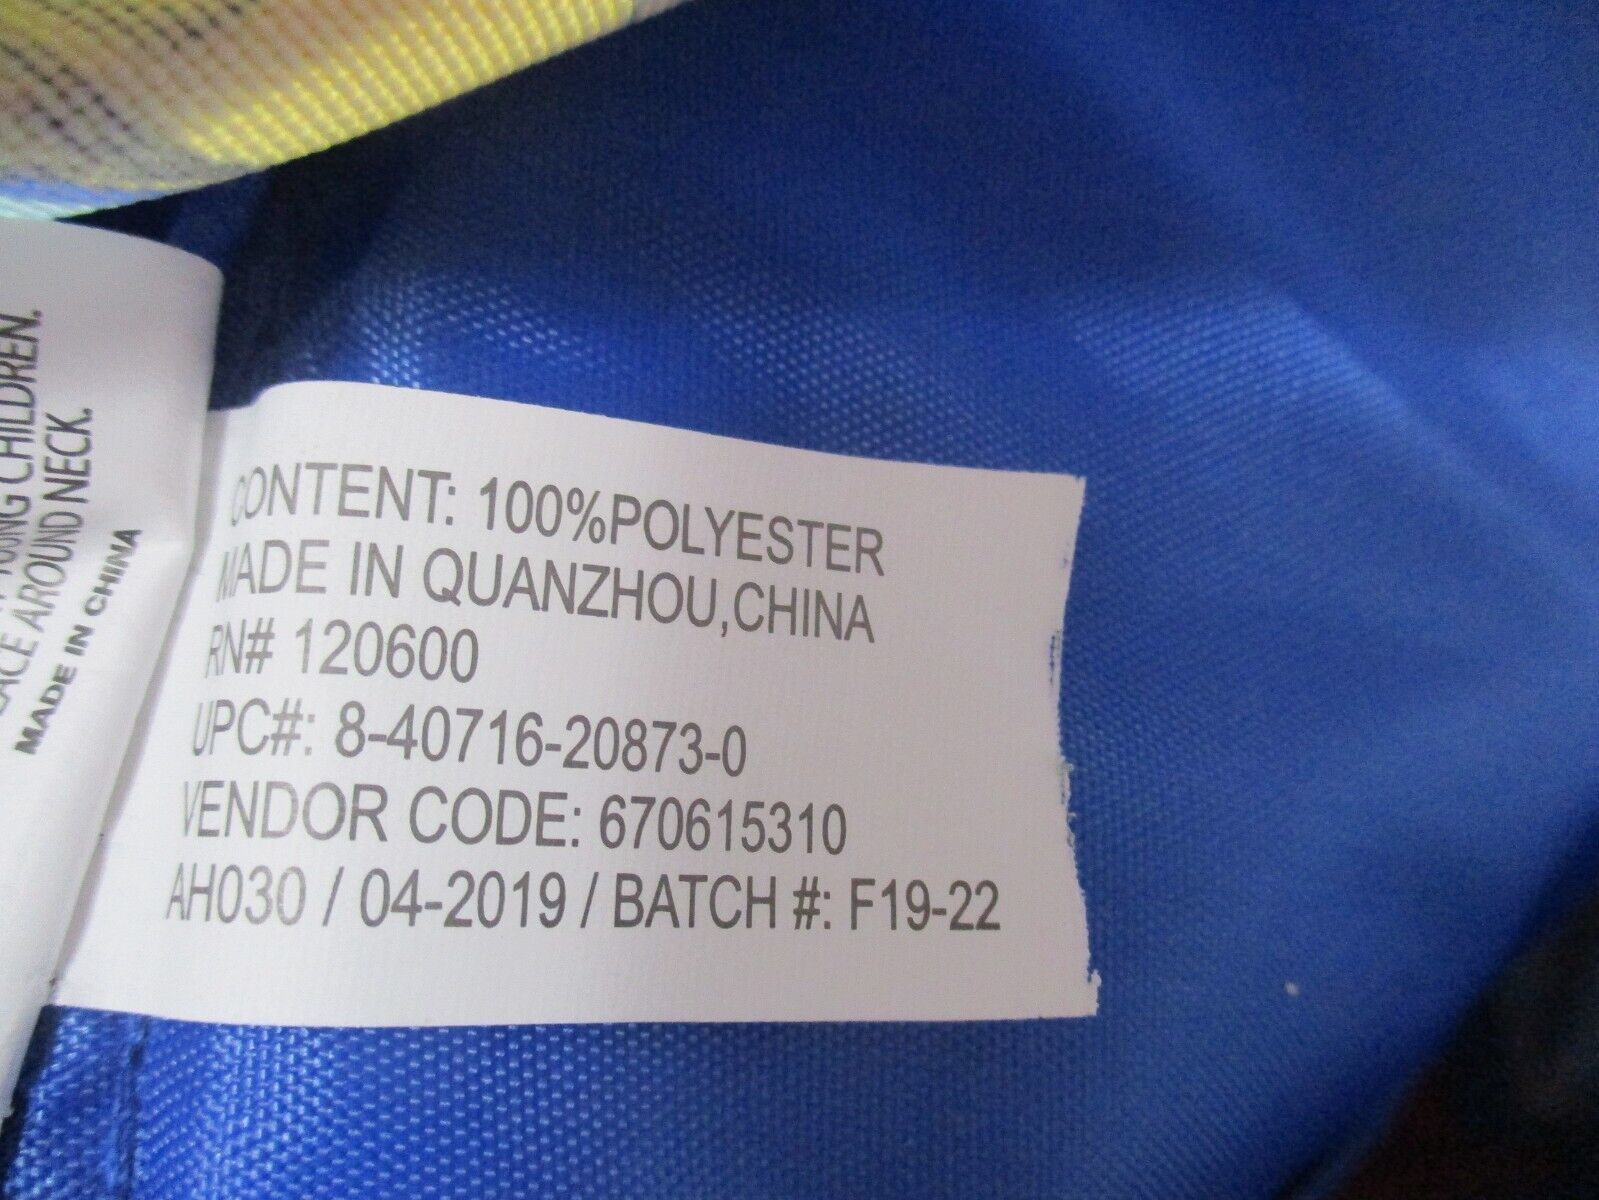 YOUNG CHILDREN.
AROUND NECK.
MADE IN CHINA
CONTENT: 100%POLYESTER
MADE IN QUANZHOU,CHINA
RN# 120600
UPC#: 8-40716-20873-0
VENDOR CODE: 670615310
AH030 / 04-2019 / BATCH #: F19-22